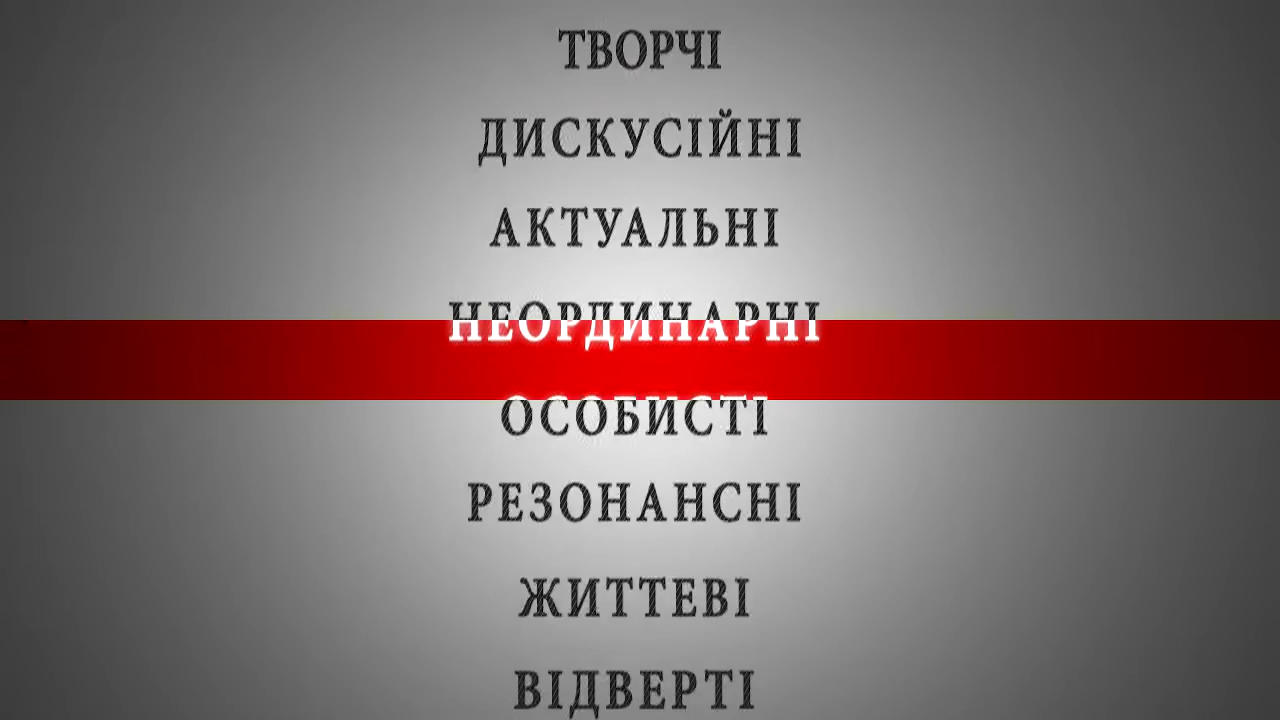 ТВОРЧІ
ДИСКУСІЙНІ
АКТУАЛЬНІ
НЕОРДИНАРНІ
ОСОБИСТІ
РЕЗОНАНСНІ
ЖИТТЕВІ
ВІДВЕРТІ